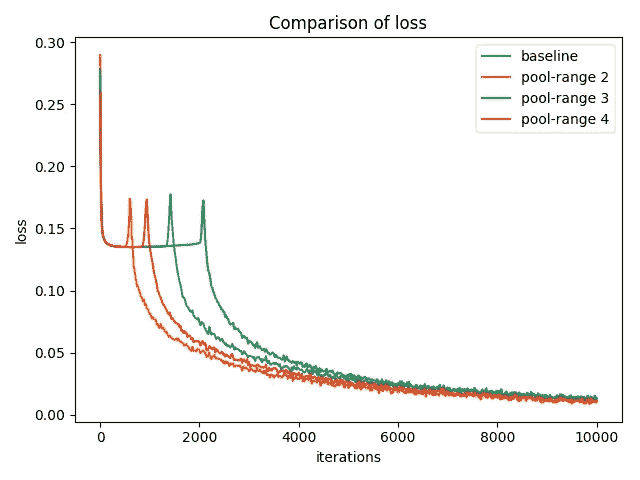 Comparison of loss
0.30
0.25
0.20
0.15
0.10
0.05
0.00
loss
baseline
pool-range 2
pool-range 3
pool-range 4
0 2000 4000 6000 8000 10000
iterations